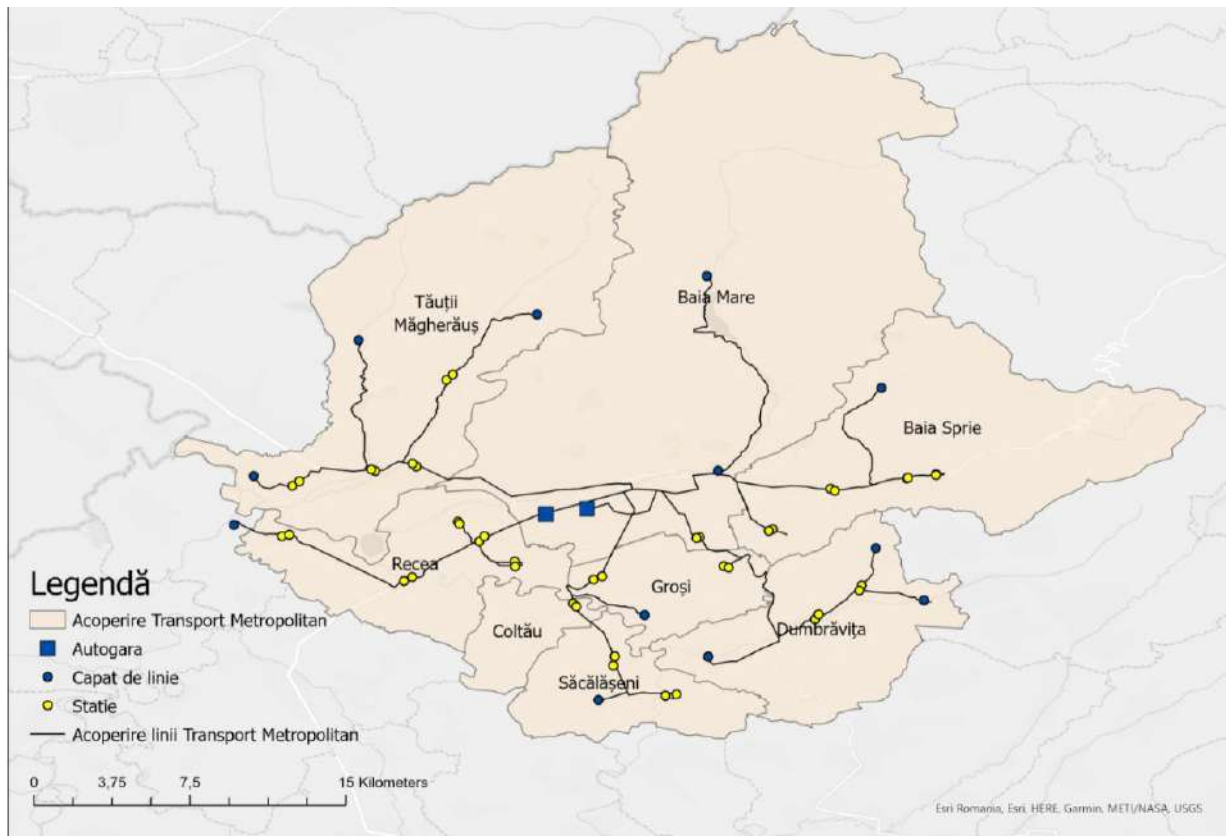 Tăuții
Măgherăuș
Baia Mare
Baia Sprie
Recea
Groși
Coltău
Dumbrăvița
Săcălășeni
Legendă
Acoperire Transport Metropolitan
Autogara
Capat de linie
Statie
Acoperire linii Transport Metropolitan
0 3,75 7,5 15 Kilometers
Esri Romania, Esri, HERE, Garmin, METI/NASA, USGS